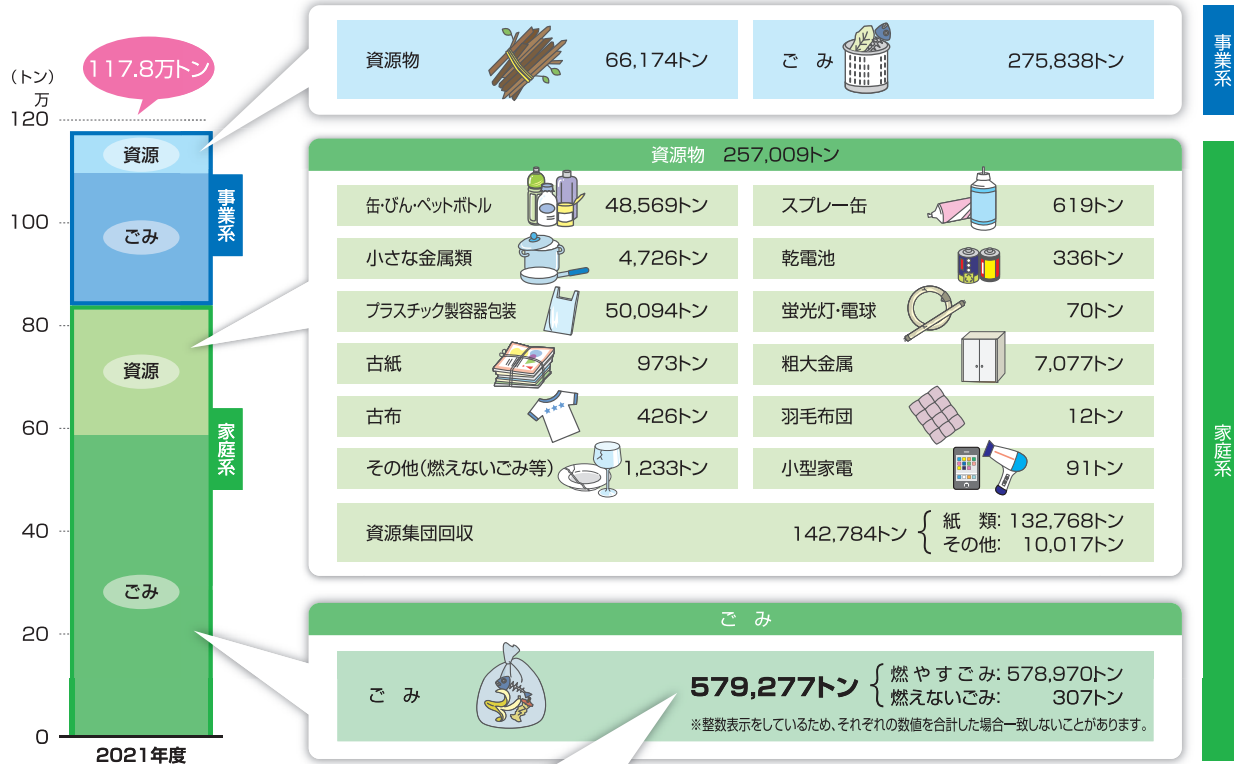 117.8万トン
(トン)
万
120
100
80
60
40
20
0
2021年度
資源
ごみ
事業系
資源
ごみ
家庭系
資源物 66,174トン
ごみ 275,838トン
事業系
資源物 257,009トン
缶・びん・ペットボトル 48,569トン
スプレー缶 619トン
小さな金属類 4,726トン
乾電池 336トン
プラスチック製容器包装 50,094トン
蛍光灯・電球 70トン
古紙 973トン
粗大金属 7,077トン
古布 426トン
羽毛布団 12トン
その他(燃えないごみ等) 1,233トン
小型家電 91トン
資源集団回収 142,784トン
紙類: 132,768トン
その他: 10,017トン
家庭系
ごみ
ごみ 579,277トン
燃やすごみ: 578,970トン
燃えないごみ: 307トン
※整数表示をしているため、それぞれの数値を合計した場合一致しないことがあります。